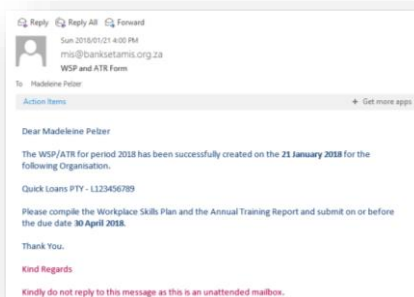 Reply Reply All Forward
Sun 2018/01/21 4:00 PM
mis@banksetamis.org.za
WSP and ATR Form
To Madeleine Pelzer
Action Items + Get more apps
Dear Madeleine Pelzer
The WSP/ATR for period 2018 has been successfully created on the 21 January 2018 for the
following Organisation.
Quick Loans PTY - L123456789
Please compile the Workplace Skills Plan and the Annual Training Report and submit on or before
the due date 30 April 2018.
Thank You.
Kind Regards
Kindly do not reply to this message as this is an unattended mailbox.